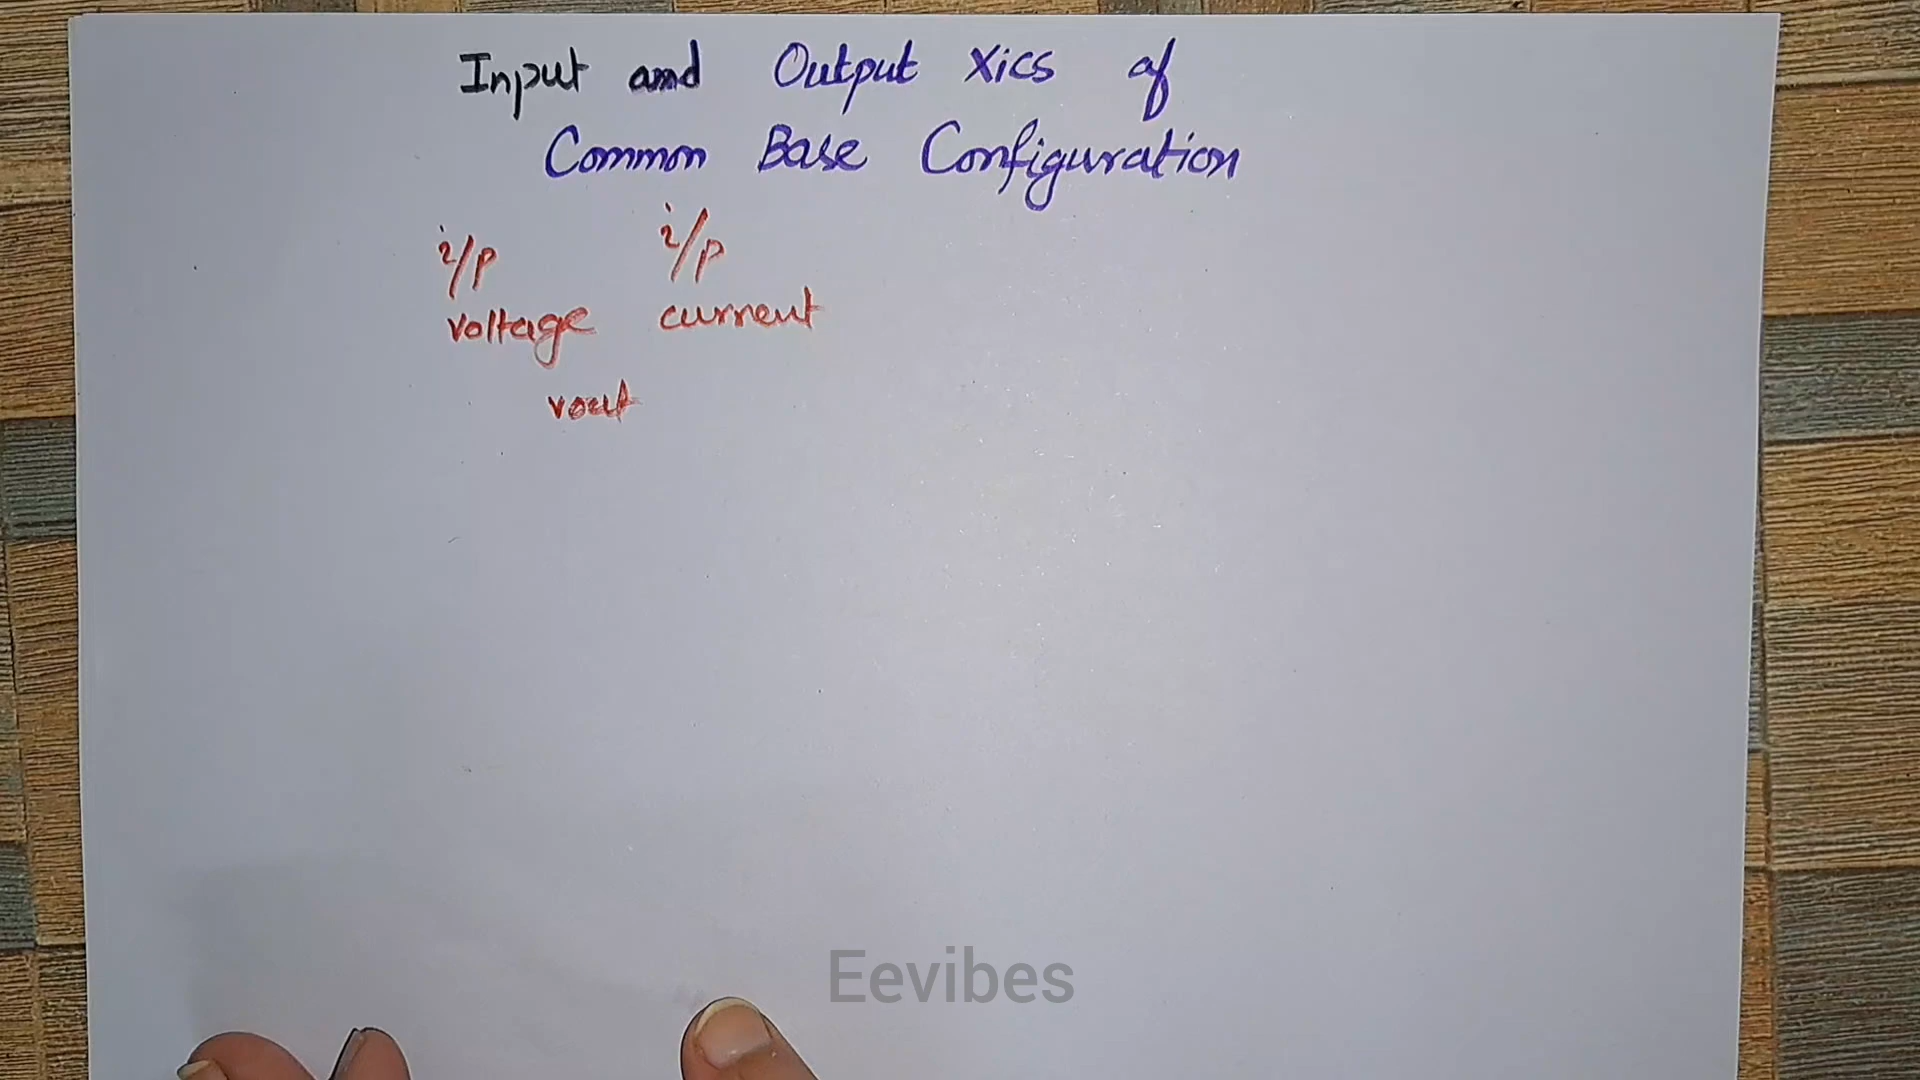 Input and Output Xics of
Common Base Configuration
i/p i/p
voltage current
vout
Eevibes